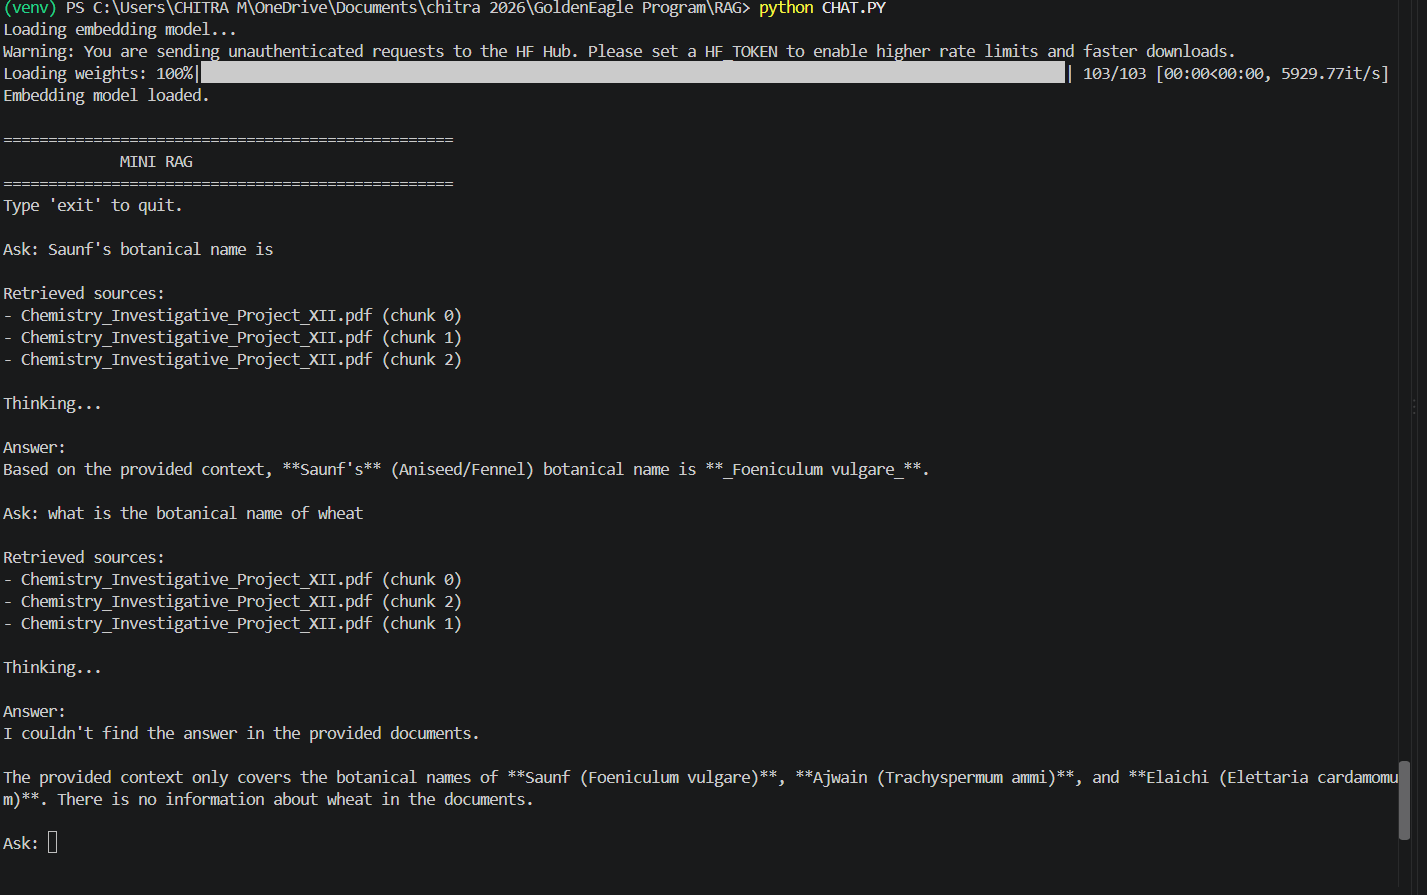 (venv) PS C:\Users\CHITRA M\OneDrive\Documents\chitra 2026\GoldenEagle Program\RAG> python CHAT.PY
Loading embedding model...
Warning: You are sending unauthenticated requests to the HF Hub. Please set a HF_TOKEN to enable higher rate limits and faster downloads.
Loading weights: 100%| | 103/103 [00:00<00:00, 5929.77it/s]
Embedding model loaded.
==================================================
MINI RAG
==================================================
Type 'exit' to quit.
Ask: Saunf's botanical name is
Retrieved sources:
- Chemistry_Investigative_Project_XII.pdf (chunk 0)
- Chemistry_Investigative_Project_XII.pdf (chunk 1)
- Chemistry_Investigative_Project_XII.pdf (chunk 2)
Thinking...
Answer:
Based on the provided context, **Saunf's** (Aniseed/Fennel) botanical name is **_Foeniculum vulgare_**.
Ask: what is the botanical name of wheat
Retrieved sources:
- Chemistry_Investigative_Project_XII.pdf (chunk 0)
- Chemistry_Investigative_Project_XII.pdf (chunk 2)
- Chemistry_Investigative_Project_XII.pdf (chunk 1)
Thinking...
Answer:
I couldn't find the answer in the provided documents.
The provided context only covers the botanical names of **Saunf (Foeniculum vulgare)**, **Ajwain (Trachyspermum ammi)**, and **Elaichi (Elettaria cardamomu
m)**. There is no information about wheat in the documents.
Ask: